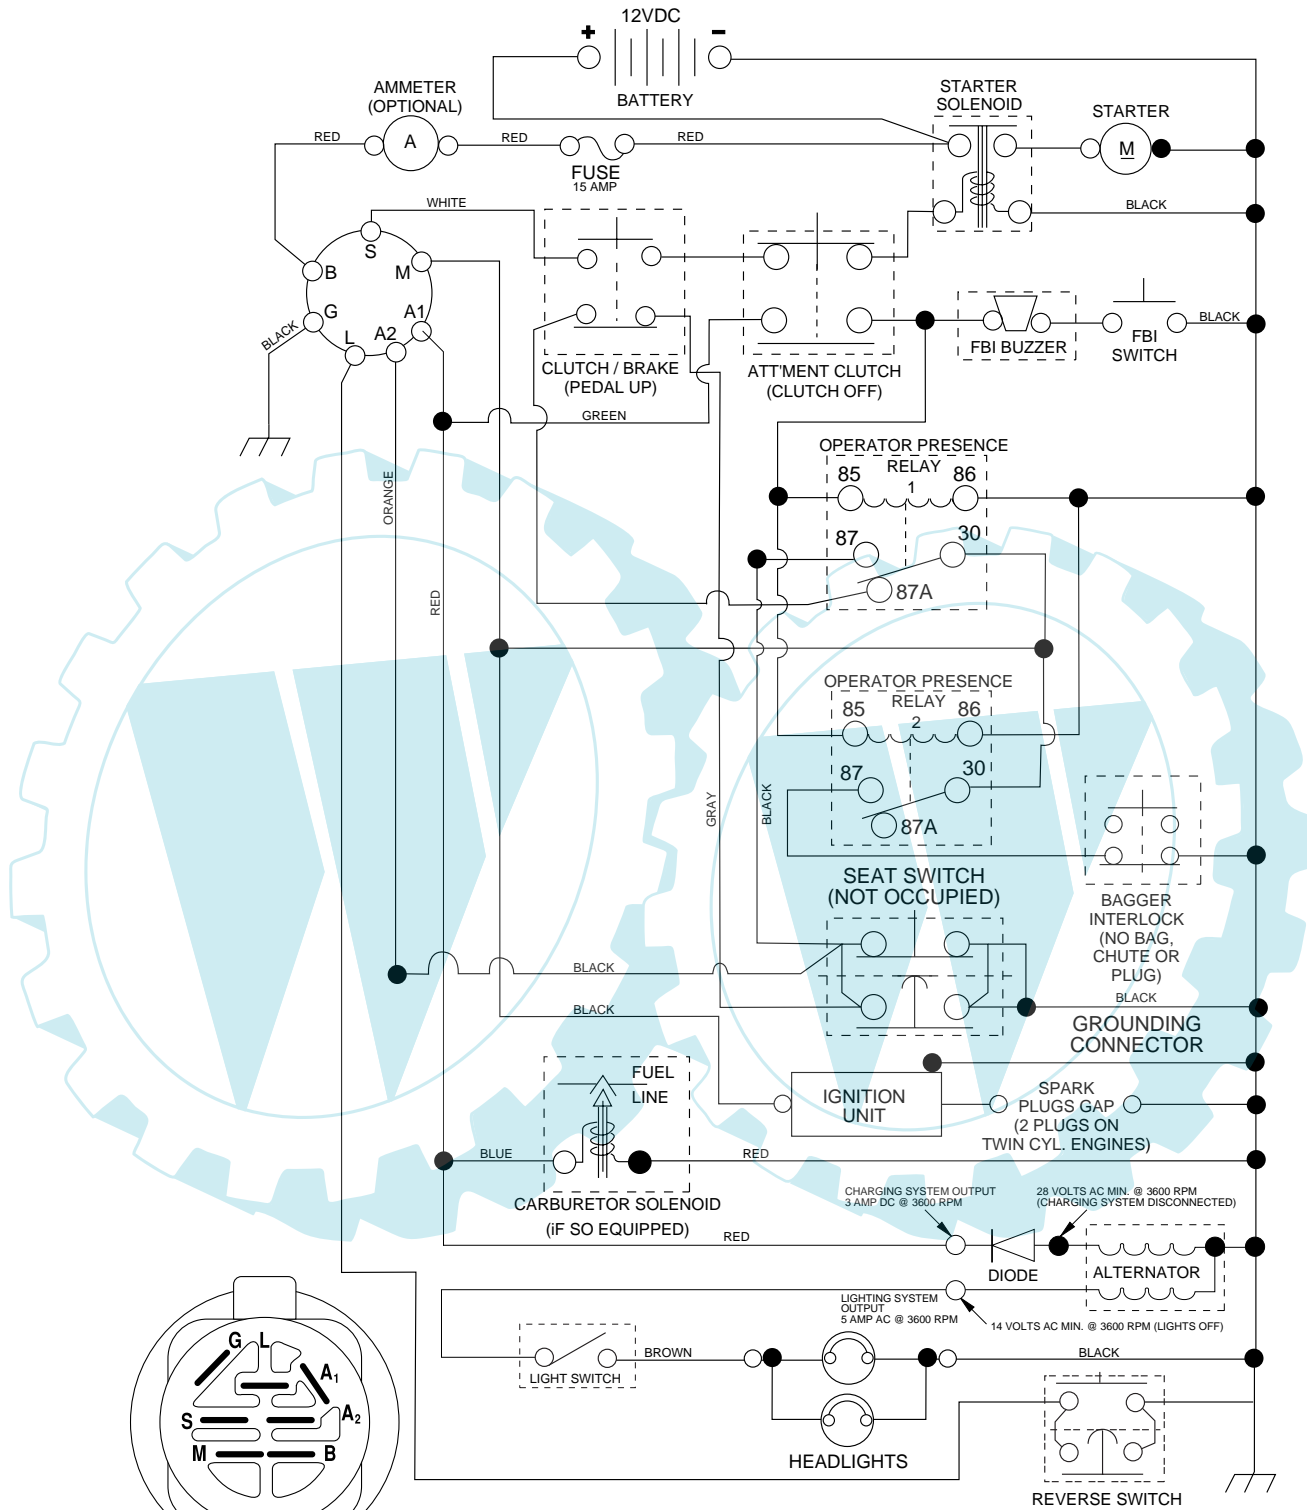 12VDC
+
-
BATTERY
AMMETER
(OPTIONAL)
STARTER
SOLENOID
STARTER
RED
A
RED
RED
M
FUSE
15 AMP
WHITE
BLACK
S
B
M
G
A1
A2
L
BLACK
BLACK
FBI BUZZER
FBI
SWITCH
CLUTCH / BRAKE
(PEDAL UP)
ATT'MENT CLUTCH
(CLUTCH OFF)
GREEN
OPERATOR PRESENCE
RELAY
85
1
86
ORANGE
87
30
87A
RED
OPERATOR PRESENCE
RELAY
85
2
86
87
30
87A
GRAY
BLACK
SEAT SWITCH
(NOT OCCUPIED)
BAGGER
INTERLOCK
(NO BAG,
CHUTE OR
PLUG)
BLACK
BLACK
BLACK
GROUNDING
CONNECTOR
FUEL
LINE
IGNITION
UNIT
SPARK
PLUGS GAP
(2 PLUGS ON
TWIN CYL. ENGINES)
BLUE
RED
CARBURETOR SOLENOID
(iF SO EQUIPPED)
CHARGING SYSTEM OUTPUT
3 AMP DC @ 3600 RPM
28 VOLTS AC MIN. @ 3600 RPM
(CHARGING SYSTEM DISCONNECTED)
RED
DIODE
ALTERNATOR
LIGHTING SYSTEM
OUTPUT
5 AMP AC @ 3600 RPM
14 VOLTS AC MIN. @ 3600 RPM (LIGHTS OFF)
LIGHT SWITCH
BROWN
BLACK
HEADLIGHTS
REVERSE SWITCH
G
L
A1
A2
S
M
B